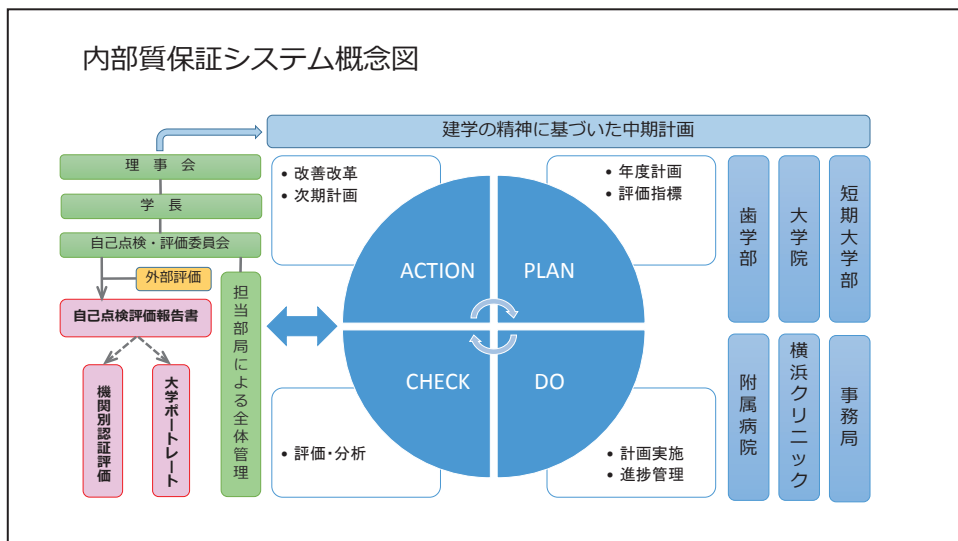 内部質保証システム概念図
建学の精神に基づいた中期計画
理事会
学長
自己点検・評価委員会
外部評価
自己点検評価報告書
機関別認証評価
大学ポートレート
担当部局による全体管理
• 改善改革
• 次期計画
• 年度計画
• 評価指標
ACTION
PLAN
CHECK
DO
• 評価・分析
• 計画実施
• 進捗管理
歯学部
大学院
短期大学部
附属病院
横浜クリニック
事務局